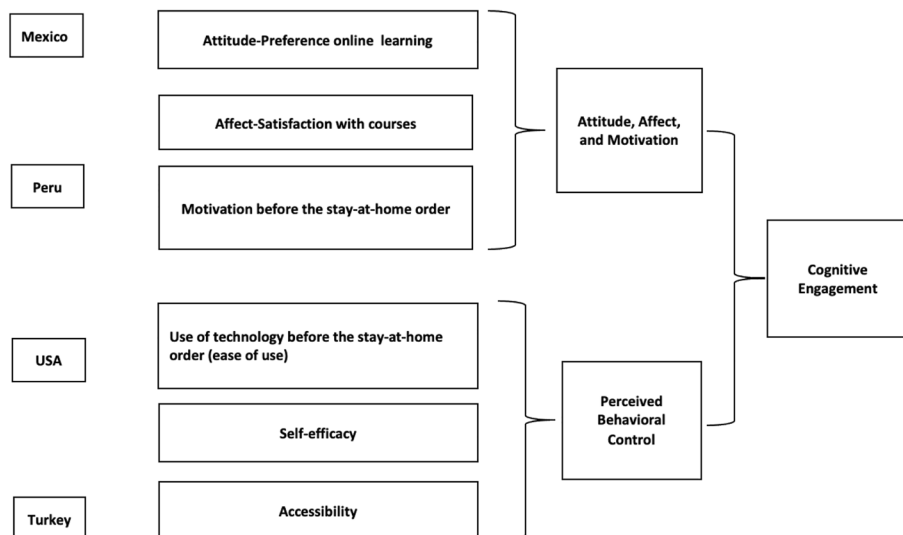 Mexico
Attitude-Preference online learning
Affect-Satisfaction with courses
Attitude, Affect,
and Motivation
Peru
Motivation before the stay-at-home order
Cognitive
Engagement
USA
Use of technology before the stay-at-home
order (ease of use)
Perceived
Behavioral
Control
Self-efficacy
Turkey
Accessibility